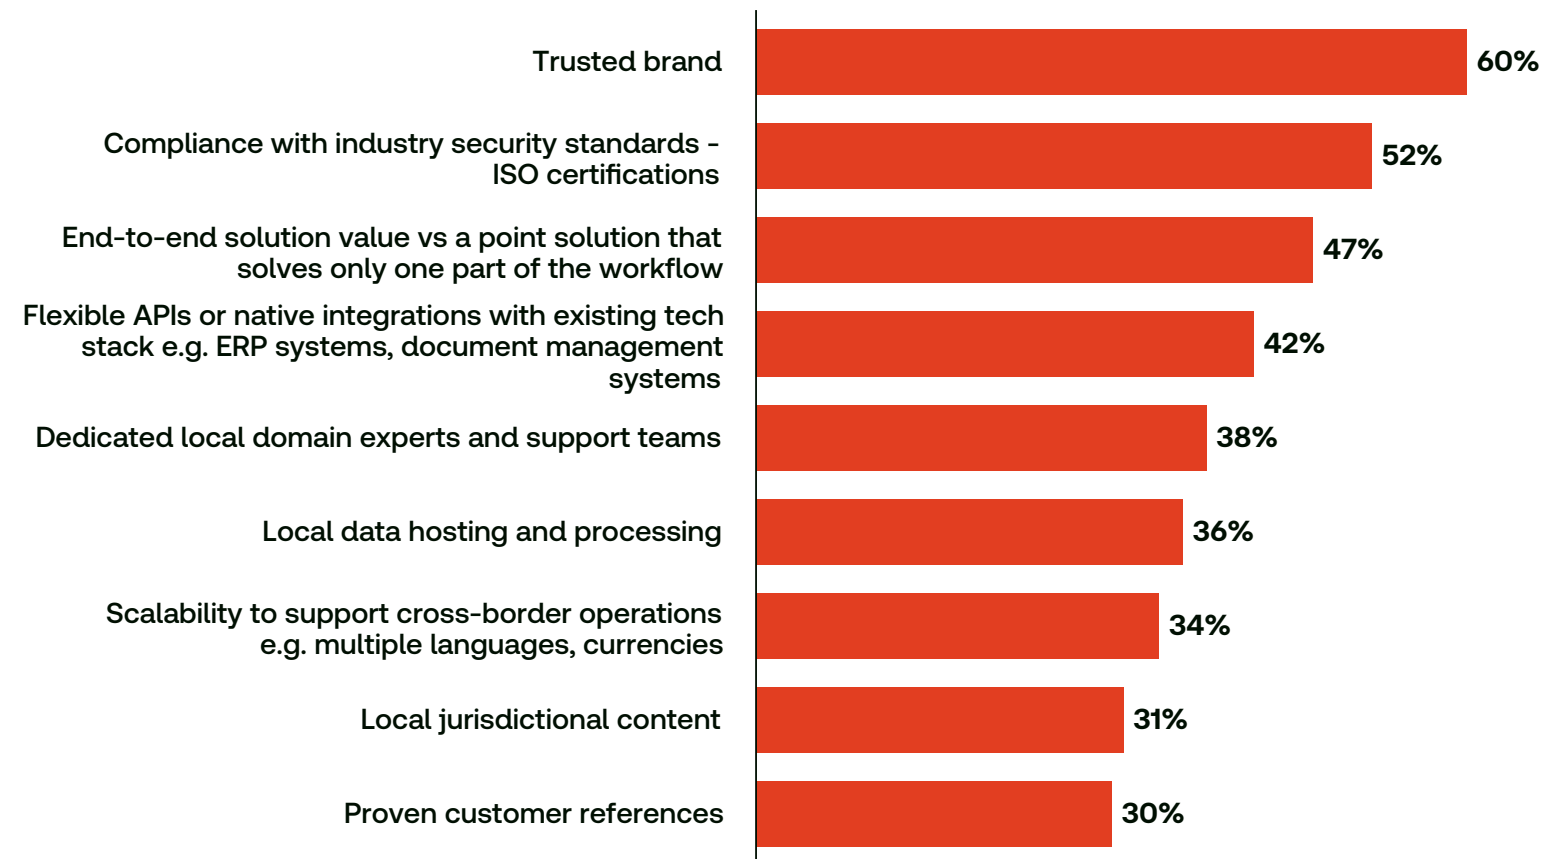 Trusted brand
60%
Compliance with industry security standards -
ISO certifications
52%
End-to-end solution value vs a point solution that
solves only one part of the workflow
47%
Flexible APIs or native integrations with existing tech
stack e.g. ERP systems, document management
systems
42%
Dedicated local domain experts and support teams
38%
Local data hosting and processing
36%
Scalability to support cross-border operations
e.g. multiple languages, currencies
34%
Local jurisdictional content
31%
Proven customer references
30%